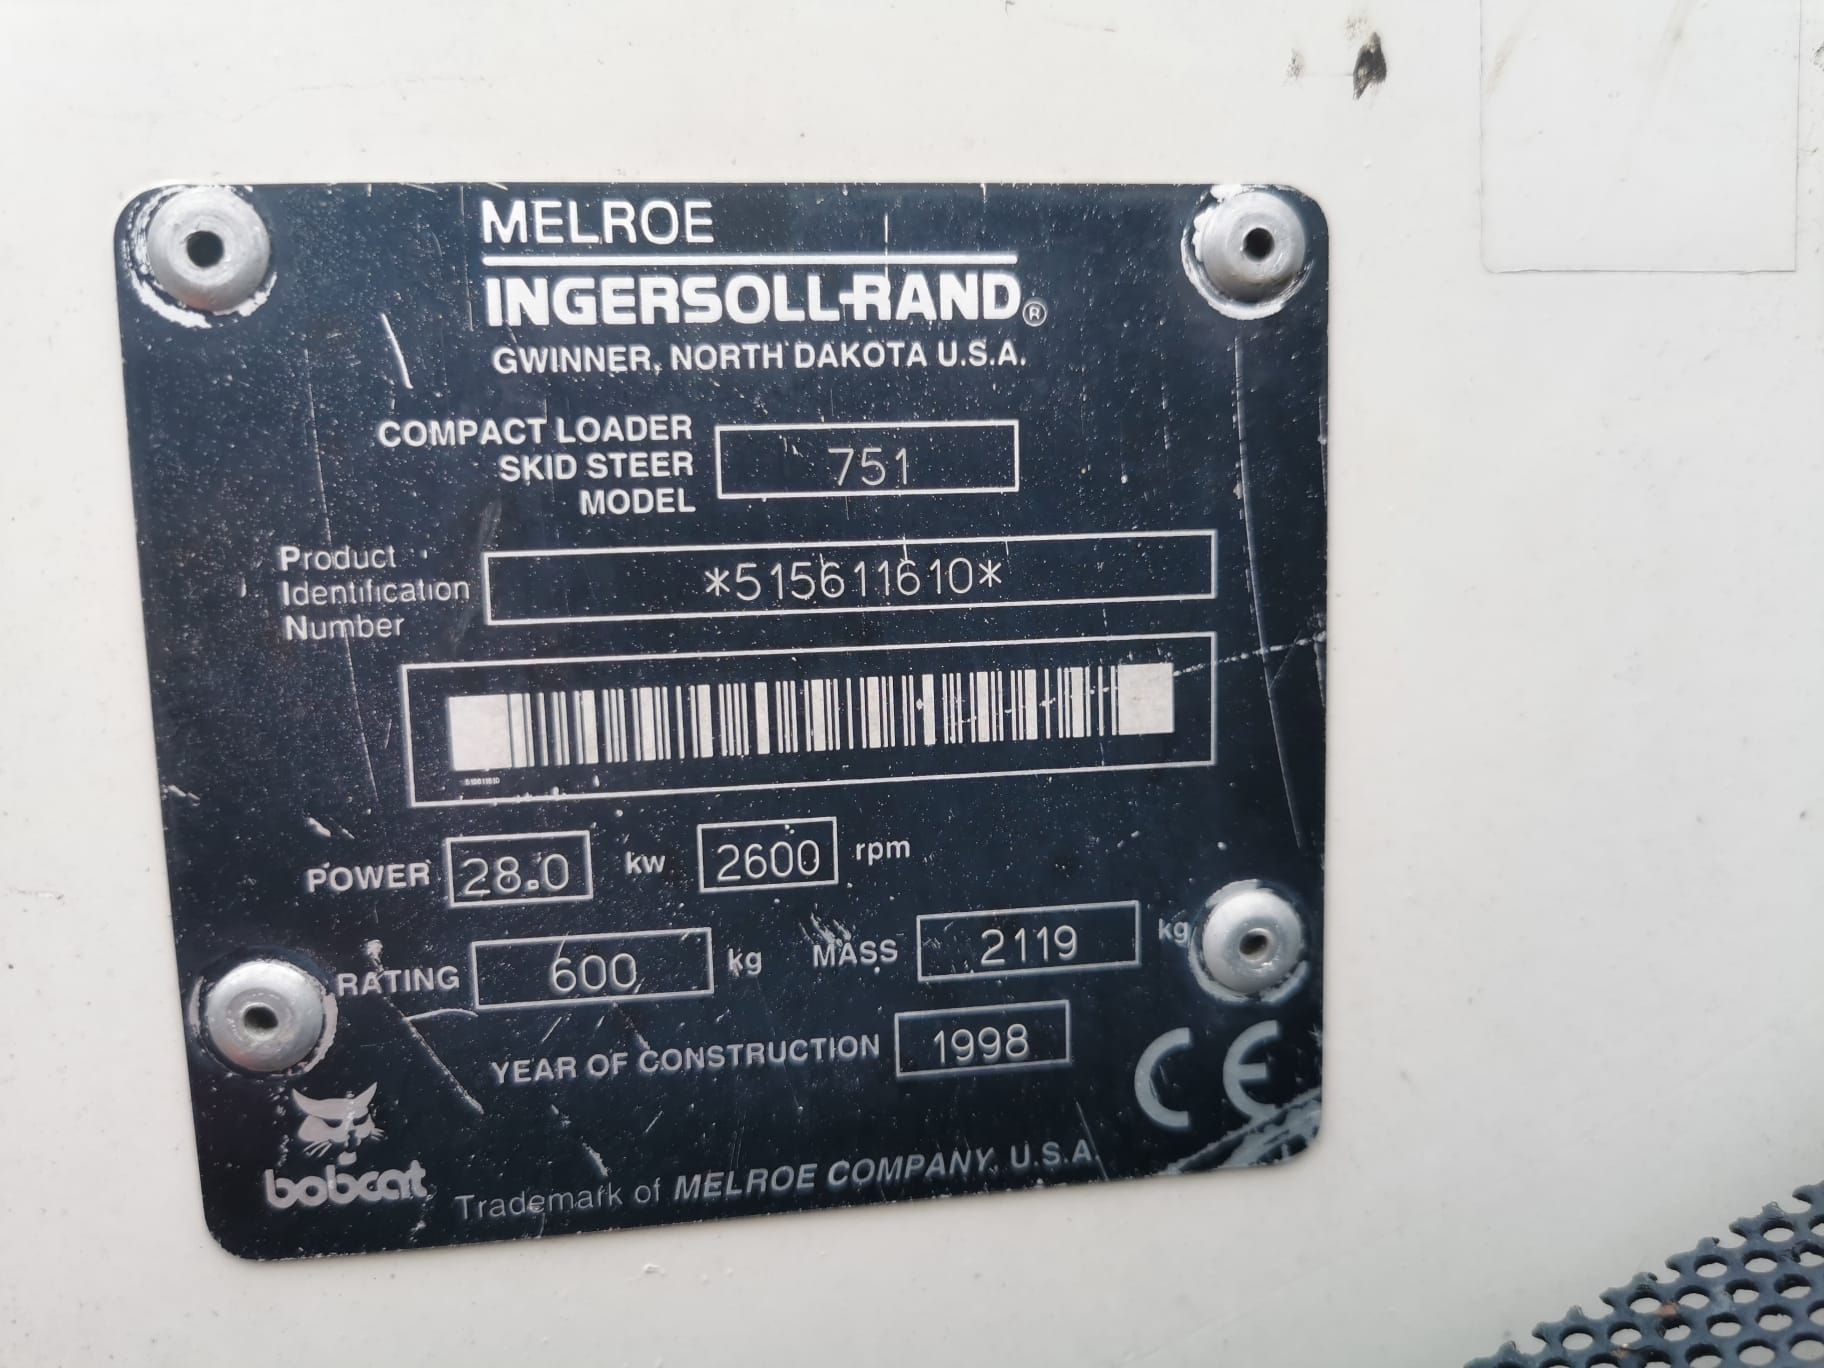 MELROE
INGERSOLL-RAND®
GWINNER, NORTH DAKOTA U.S.A.
COMPACT LOADER
SKID STEER
MODEL
751
Product
Identification
Number
*515611610*
515611610
POWER 28.0 kw 2600 rpm
RATING 600 kg MASS 2119 kg
YEAR OF CONSTRUCTION 1998
CE
bobcat
Trademark of MELROE COMPANY, U.S.A.